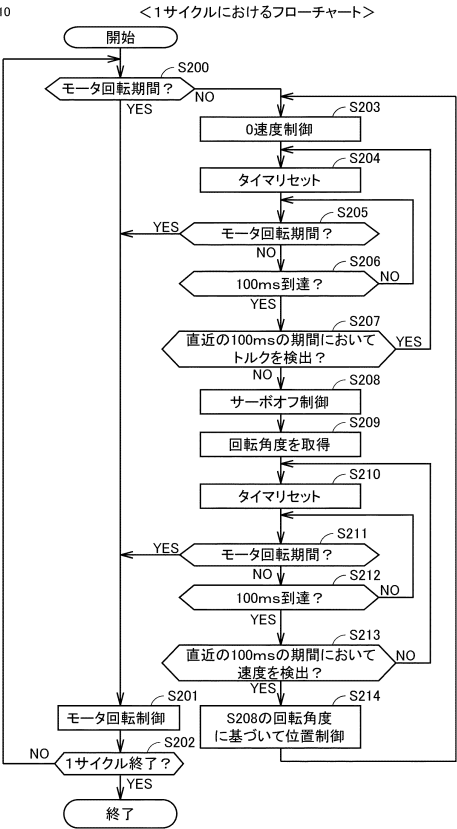 10
＜1サイクルにおけるフローチャート＞
開始
S200
モータ回転期間？
NO
YES
S203
0速度制御
S204
タイマリセット
S205
モータ回転期間？
YES
NO
S206
100ms到達？
NO
YES
S207
直近の100msの期間において
トルクを検出？
YES
NO
S208
サーボオフ制御
S209
回転角度を取得
S210
タイマリセット
S211
モータ回転期間？
YES
NO
S212
100ms到達？
NO
YES
S213
直近の100msの期間において
速度を検出？
NO
YES
S214
S208の回転角度
に基づいて位置制御
S201
モータ回転制御
S202
1サイクル終了？
NO
YES
終了